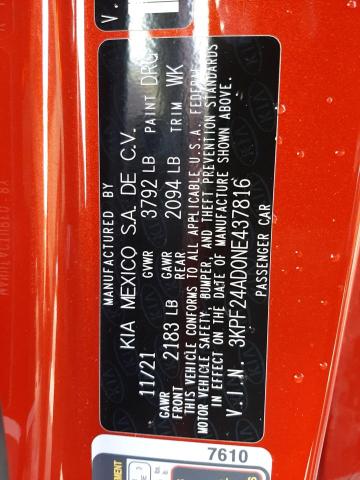 V.
MANUFACTURED BY
KIA MEXICO S.A. DE C.V.
11/21 GVWR 3792 LB PAINT DRG
GAWR FRONT 2183 LB GAWR REAR 2094 LB TRIM WK
THIS VEHICLE CONFORMS TO ALL APPLICABLE U.S.A. FEDERAL
MOTOR VEHICLE SAFETY, BUMPER, AND THEFT PREVENTION STANDARDS
IN EFFECT ON THE DATE OF MANUFACTURE SHOWN ABOVE.
V.I.N. 3KPF24AD0NE437816
PASSENGER CAR
7610